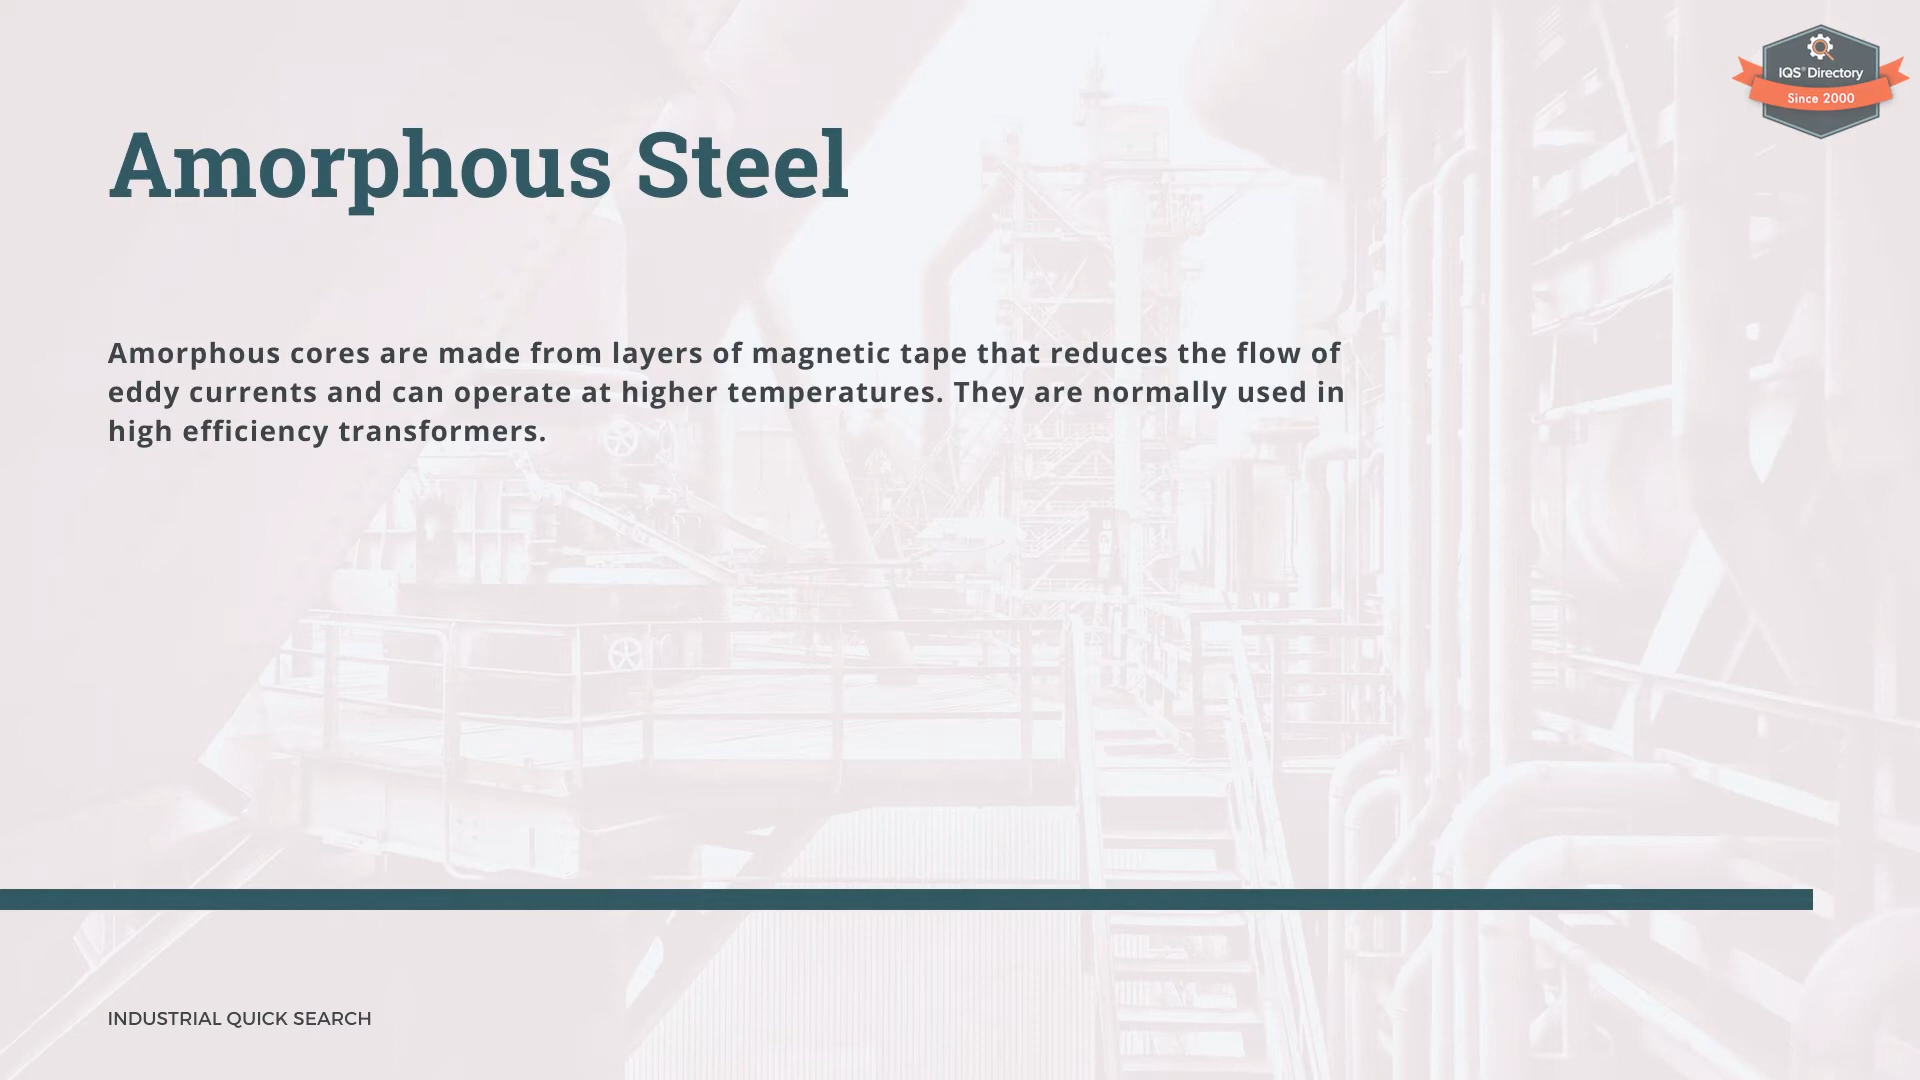 IQS® Directory
Since 2000
Amorphous Steel
Amorphous cores are made from layers of magnetic tape that reduces the flow of
eddy currents and can operate at higher temperatures. They are normally used in
high efficiency transformers.
INDUSTRIAL QUICK SEARCH